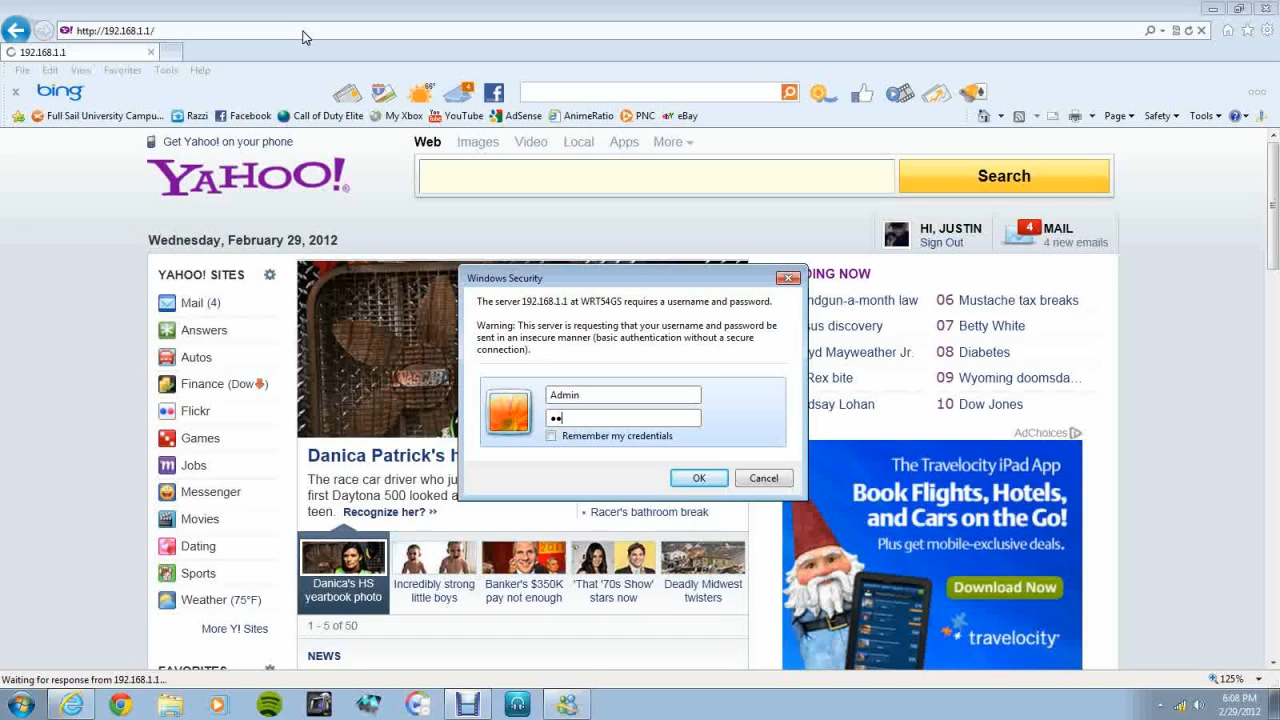 http://192.168.1.1/
192.168.1.1
File Edit View Favorites Tools Help
x bing 66° 4
Full Sail University Campu... Razzi Facebook Call of Duty Elite My Xbox YouTube AdSense AnimeRatio PNC eBay
Page Safety Tools
Get Yahoo! on your phone
Web Images Video Local Apps More
YAHOO!
Search
Wednesday, February 29, 2012
HI, JUSTIN
Sign Out
4 MAIL
4 new emails
YAHOO! SITES
Mail (4)
Answers
Autos
Finance (Dow)
Flickr
Games
Jobs
Messenger
Movies
Dating
Sports
Weather (75°F)
More Y! Sites
FAVORITES
Windows Security
The server 192.168.1.1 at WRT54GS requires a username and password.
Warning: This server is requesting that your username and password be
sent in an insecure manner (basic authentication without a secure
connection).
Admin
●●
Remember my credentials
OK Cancel
Danica Patrick's
The race car driver who
first Daytona 500 looked
teen. Recognize her? »
Racer's bathroom break
Danica's HS
yearbook photo
Incredibly strong
little boys
Banker's $350K
pay not enough
'That '70s Show'
stars now
Deadly Midwest
twisters
1 - 5 of 50
NEWS
NOW
06 Mustache tax breaks
discovery 07 Betty White
Mayweather Jr. 08 Diabetes
Rex bite 09 Wyoming doomsda...
Lohan 10 Dow Jones
AdChoices
The Travelocity iPad App
Book Flights, Hotels,
and Cars on the Go!
Plus get mobile-exclusive deals.
Download Now
travelocity
Waiting for response from 192.168.1.1...
125%
6:08 PM
2/29/2012